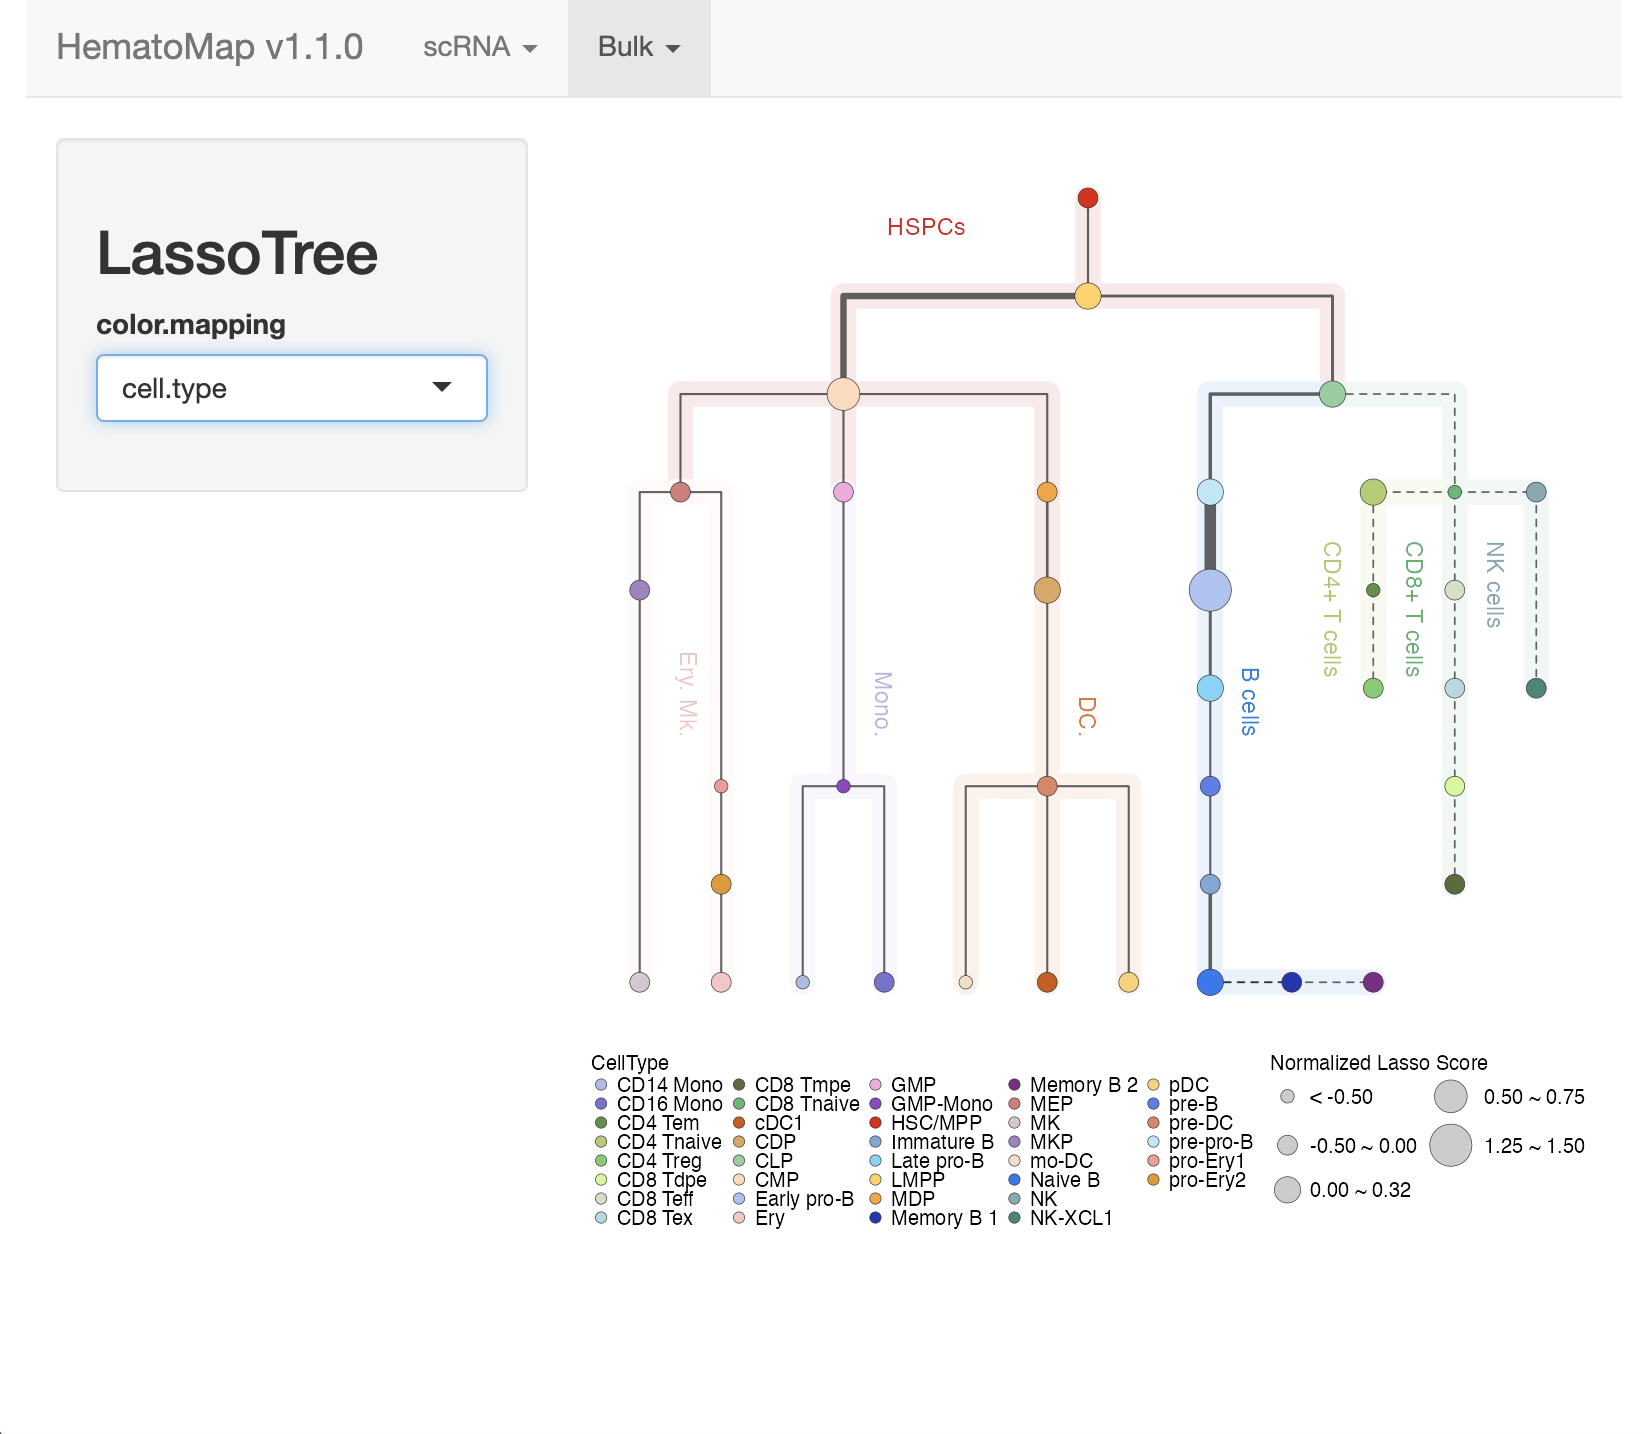 HematoMap v1.1.0 scRNA Bulk
LassoTree
color.mapping
cell.type
HSPCs
Ery. Mk.
Mono.
DC.
B cells
CD4+ T cells
CD8+ T cells
NK cells
CellType
CD14 Mono
CD16 Mono
CD4 Tem
CD4 Tnaive
CD4 Treg
CD8 Tdpe
CD8 Teff
CD8 Tex
CD8 Tmpe
CD8 Tnaive
cDC1
CDP
CLP
CMP
Early pro-B
Ery
GMP
GMP-Mono
HSC/MPP
Immature B
Late pro-B
LMPP
MDP
Memory B 1
Memory B 2
MEP
MK
MKP
mo-DC
Naive B
NK
NK-XCL1
pDC
pre-B
pre-DC
pre-pro-B
pro-Ery1
pro-Ery2
Normalized Lasso Score
< -0.50
-0.50 ~ 0.00
0.00 ~ 0.32
0.50 ~ 0.75
1.25 ~ 1.50